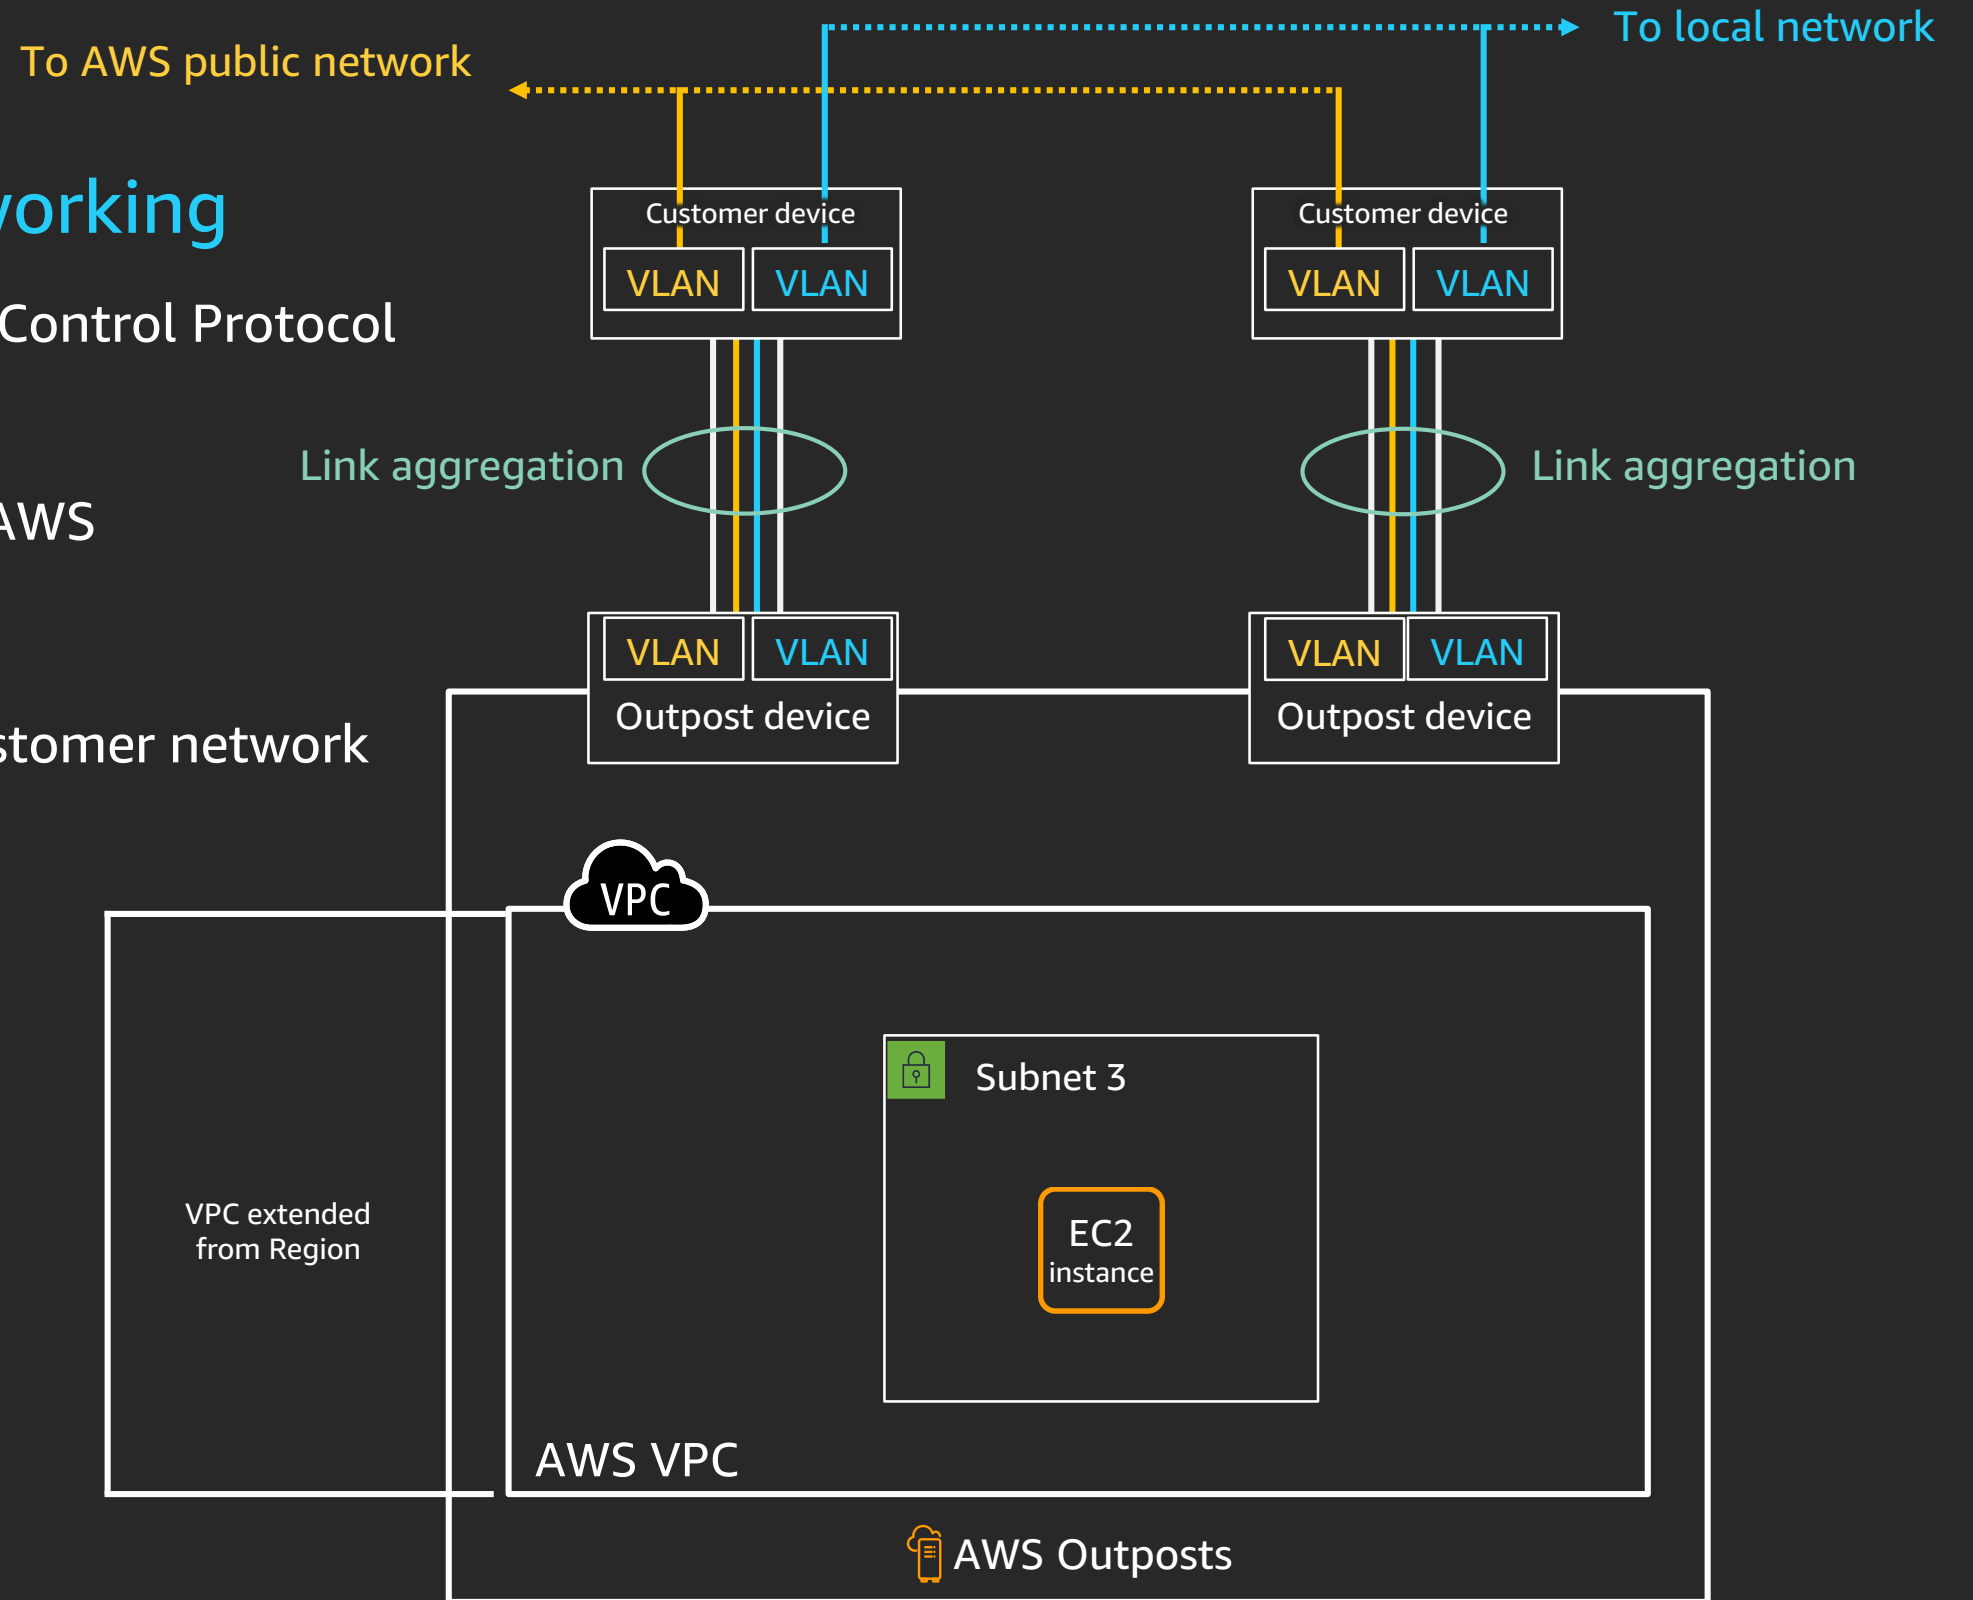 To local network
To AWS public network
orking
Control Protocol
AWS
stomer network
Customer device
VLAN
VLAN
Customer device
VLAN
VLAN
Link aggregation
Link aggregation
VLAN
VLAN
Outpost device
VLAN
VLAN
Outpost device
VPC
VPC extended
from Region
Subnet 3
EC2
instance
AWS VPC
AWS Outposts